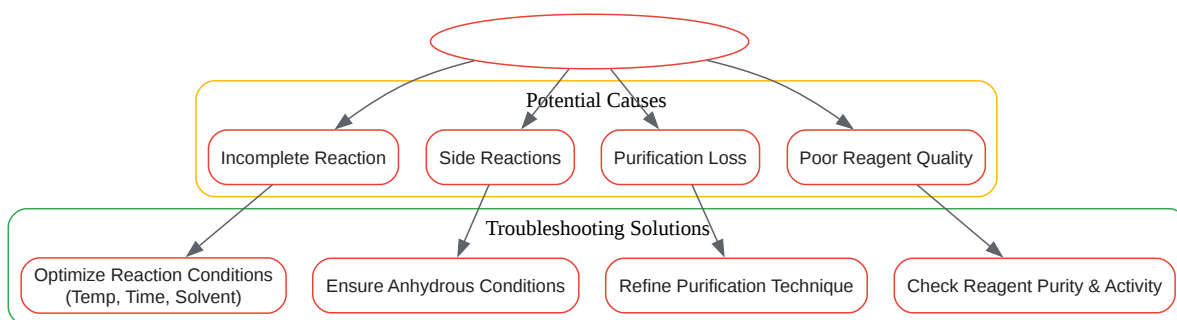 Potential Causes
Incomplete Reaction
Side Reactions
Purification Loss
Poor Reagent Quality
Troubleshooting Solutions
Optimize Reaction Conditions
(Temp, Time, Solvent)
Ensure Anhydrous Conditions
Refine Purification Technique
Check Reagent Purity & Activity